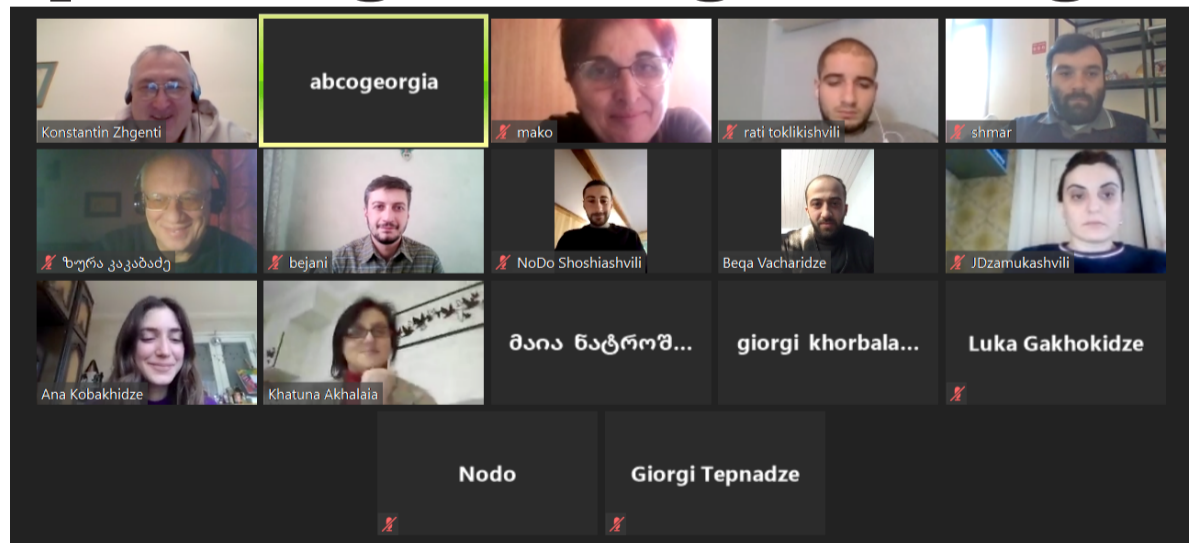 Konstantin Zhgenti
abcogeorgia
mako
rati toklikishvili
shmar
ზურა კაკაბაძე
bejani
NoDo Shoshiashvili
Beqa Vacharidze
JDzamukashvili
Ana Kobakhidze
Khatuna Akhalaia
მაია ნატროშ...
giorgi khorbala...
Luka Gakhokidze
Nodo
Giorgi Tepnadze